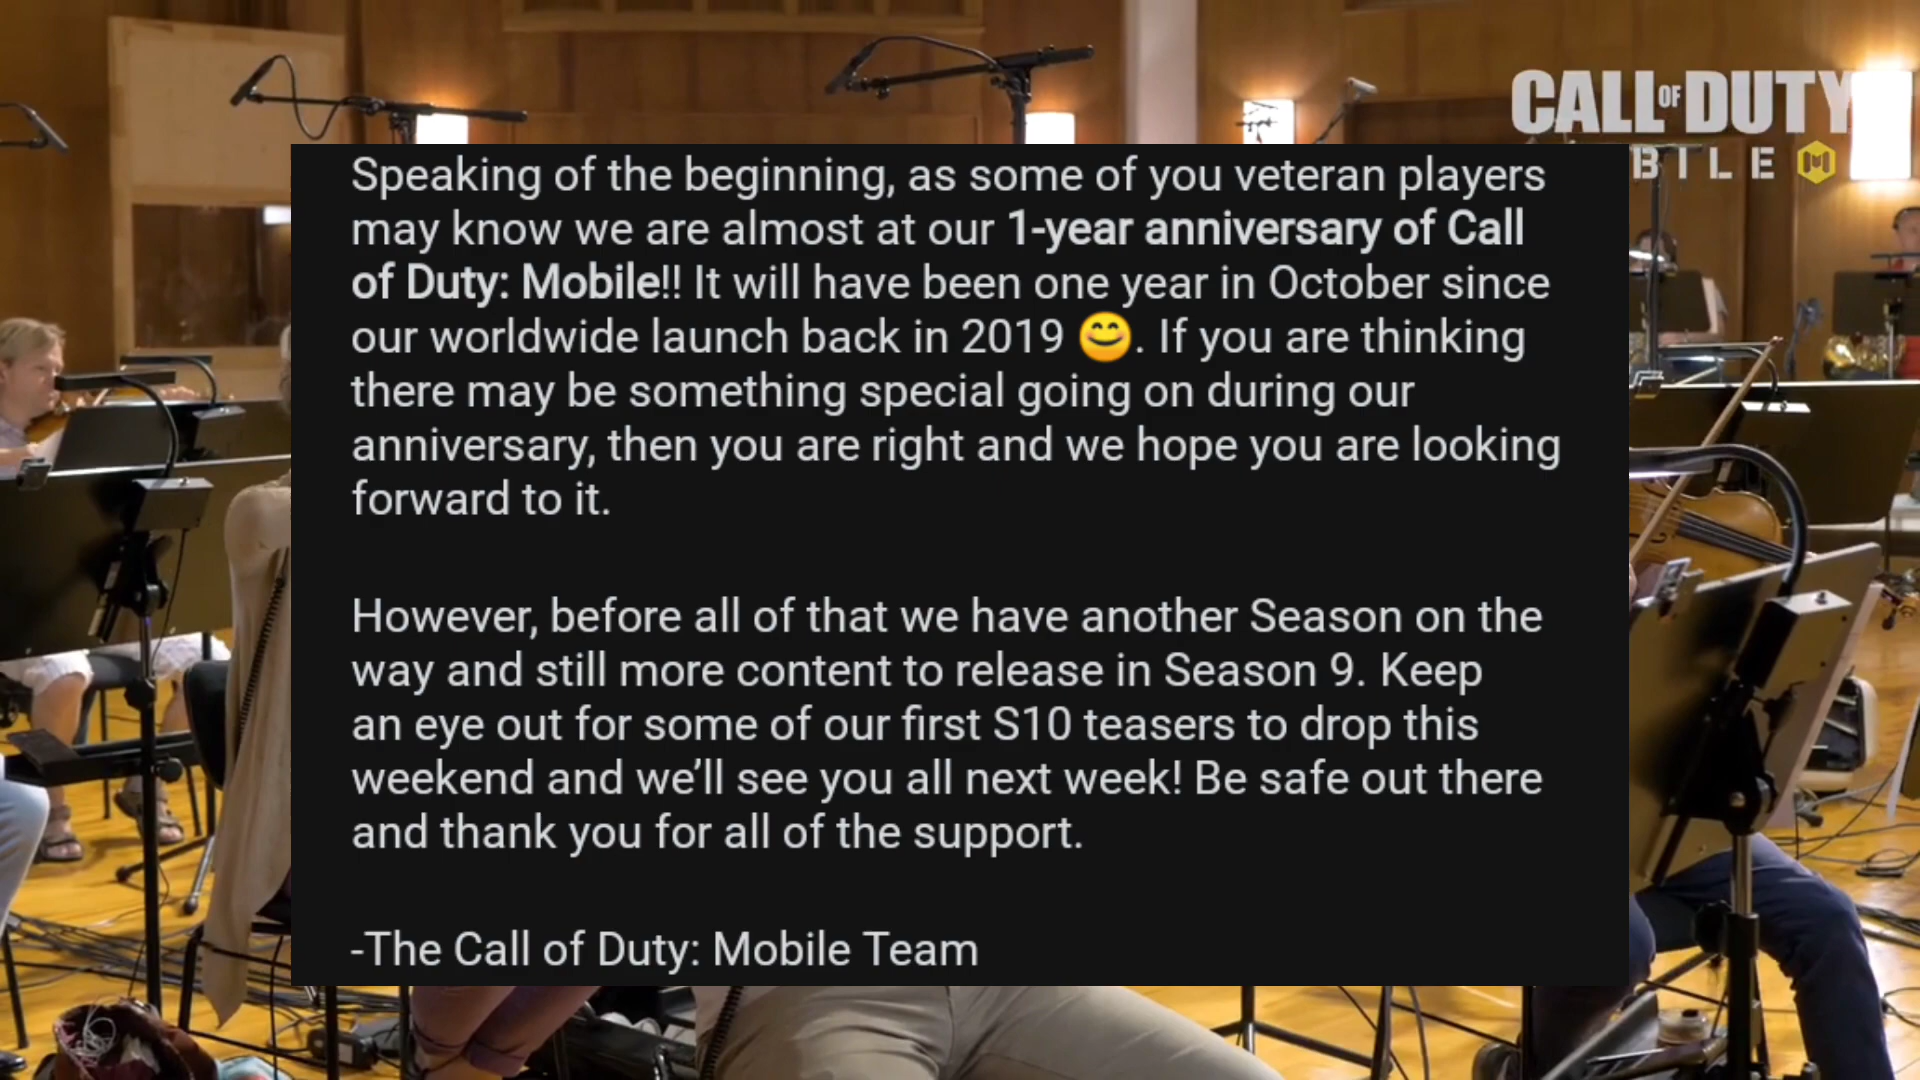 CALL OF DUTY
BILE
Speaking of the beginning, as some of you veteran players
may know we are almost at our 1-year anniversary of Call
of Duty: Mobile!! It will have been one year in October since
our worldwide launch back in 2019 😊. If you are thinking
there may be something special going on during our
anniversary, then you are right and we hope you are looking
forward to it.
However, before all of that we have another Season on the
way and still more content to release in Season 9. Keep
an eye out for some of our first S10 teasers to drop this
weekend and we’ll see you all next week! Be safe out there
and thank you for all of the support.
-The Call of Duty: Mobile Team